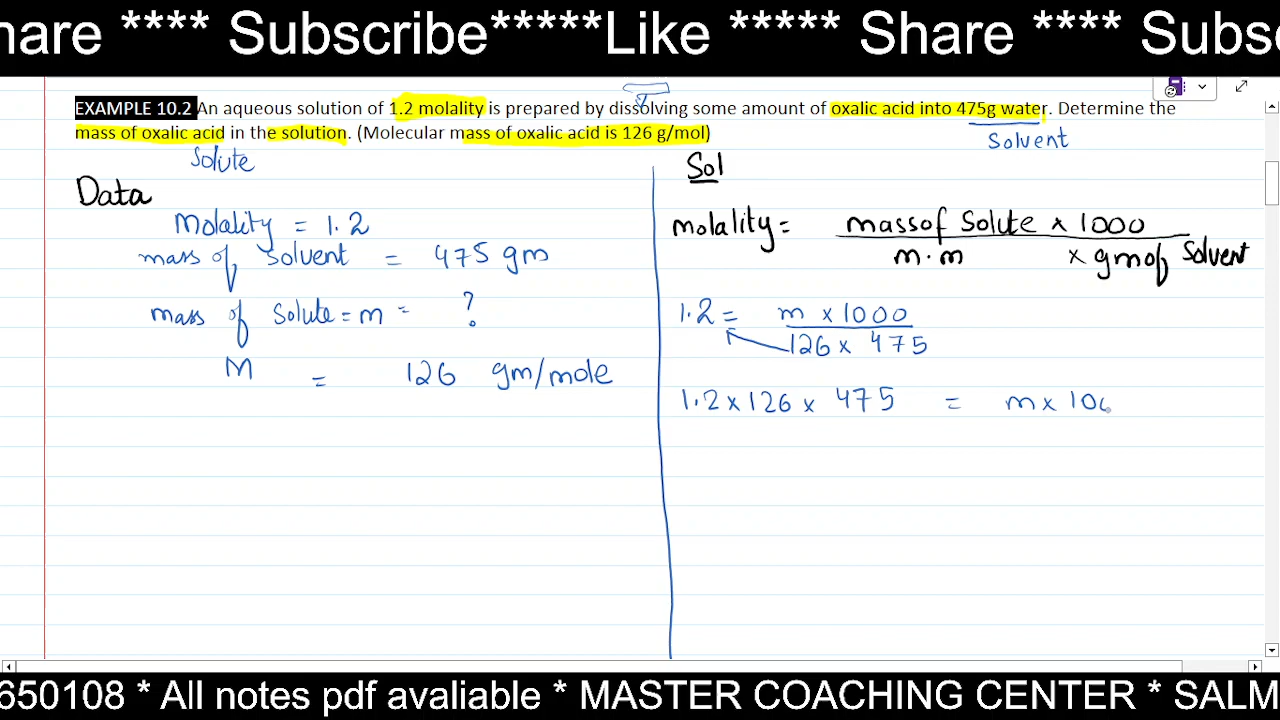 hare **** Subscribe*****Like ***** Share **** Subs
EXAMPLE 10.2 An aqueous solution of 1.2 molality is prepared by dissolving some amount of oxalic acid into 475g water. Determine the
mass of oxalic acid in the solution. (Molecular mass of oxalic acid is 126 g/mol)
Solvent
Solute
Data
Molality = 1.2
mass of solvent = 475 gm
mass of Solute = m = ?
M = 126 gm/mole
Sol
molality = mass of Solute × 1000
m.m × gm of Solvent
1.2 = m × 1000
126 × 475
1.2 × 126 × 475 = m × 100
650108 * All notes pdf avaliable * MASTER COACHING CENTER * SALM